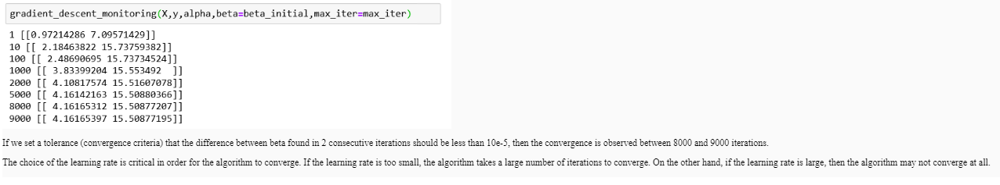 gradient_descent_monitoring(X,y,alpha,beta=beta_initial,max_iter=max_iter)
1 [[0.97214286 7.09571429]]
10 [[ 2.18463822 15.73759382]]
100 [[ 2.48690695 15.73734524]]
1000 [[ 3.83399204 15.553492  ]]
2000 [[ 4.10817574 15.51607078]]
5000 [[ 4.16142163 15.50880366]]
8000 [[ 4.16165312 15.50877207]]
9000 [[ 4.16165397 15.50877195]]
If we set a tolerance (convergence criteria) that the difference between beta found in 2 consecutive iterations should be less than 10e-5, then the convergence is observed between 8000 and 9000 iterations.
The choice of the learning rate is critical in order for the algorithm to converge. If the learning rate is too small, the algorithm takes a large number of iterations to converge. On the other hand, if the learning rate is large, then the algorithm may not converge at all.